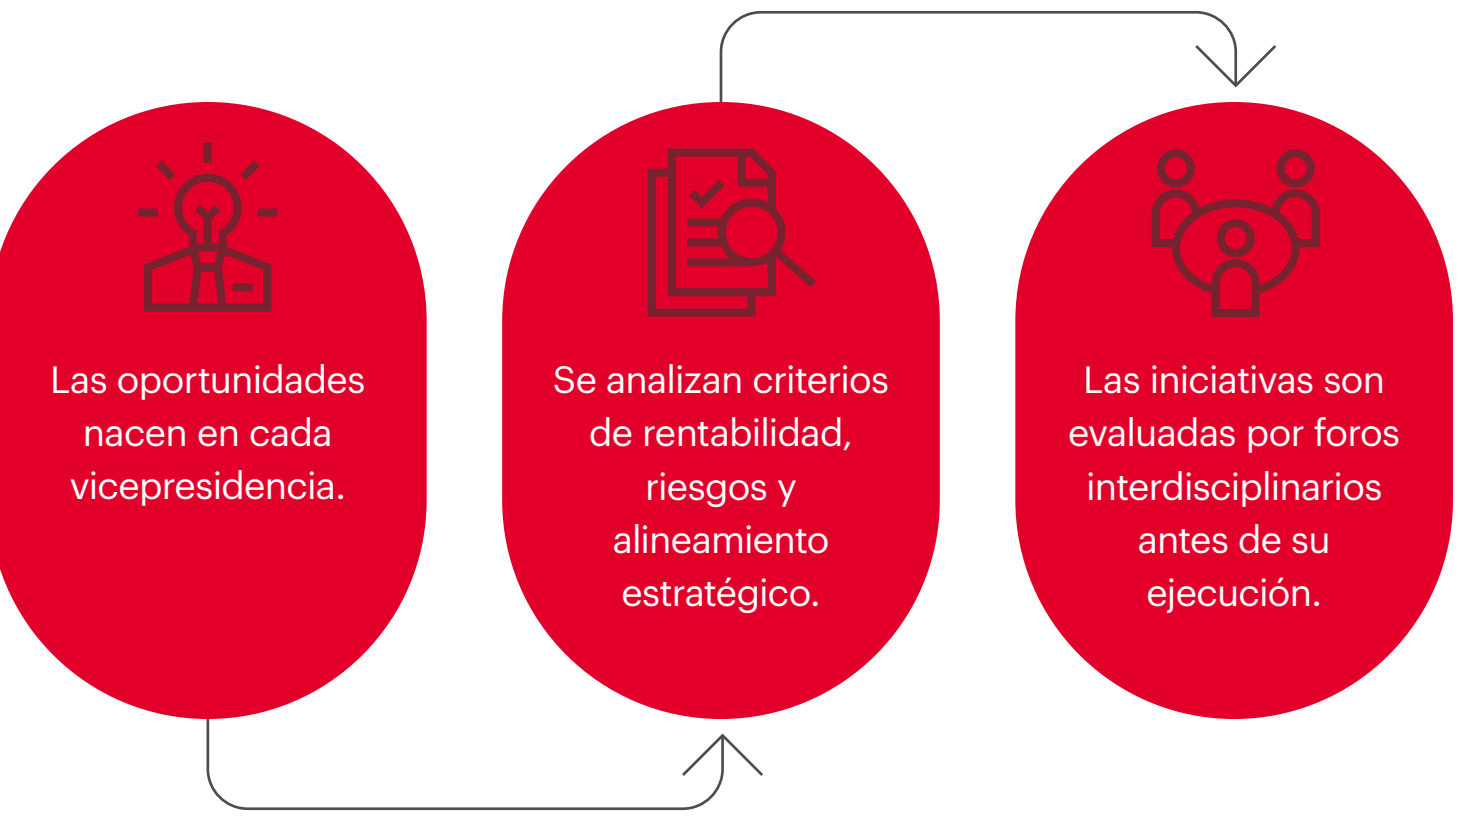 Las oportunidades
nacen en cada
vicepresidencia.
Se analizan criterios
de rentabilidad,
riesgos y
alineamiento
estratégico.
Las iniciativas son
evaluadas por foros
interdisciplinarios
antes de su
ejecución.